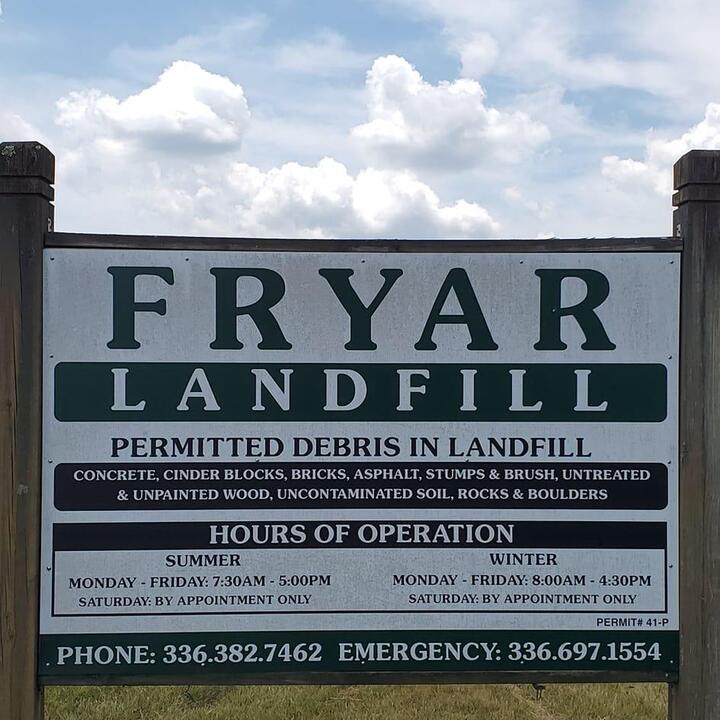 FRYAR
LANDFILL
PERMITTED DEBRIS IN LANDFILL
CONCRETE, CINDER BLOCKS, BRICKS, ASPHALT, STUMPS & BRUSH, UNTREATED
& UNPAINTED WOOD, UNCONTAMINATED SOIL, ROCKS & BOULDERS
HOURS OF OPERATION
SUMMER
MONDAY - FRIDAY: 7:30AM - 5:00PM
SATURDAY: BY APPOINTMENT ONLY
WINTER
MONDAY - FRIDAY: 8:00AM - 4:30PM
SATURDAY: BY APPOINTMENT ONLY
PERMIT# 41-P
PHONE: 336.382.7462 EMERGENCY: 336.697.1554